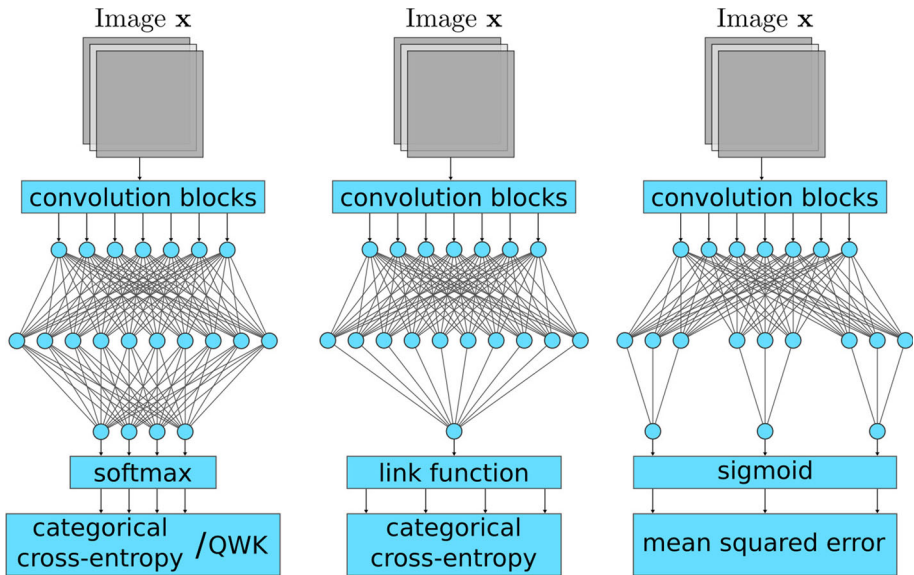 Image x
convolution blocks
softmax
categorical
cross-entropy /QWK
Image x
convolution blocks
link function
categorical
cross-entropy
Image x
convolution blocks
sigmoid
mean squared error